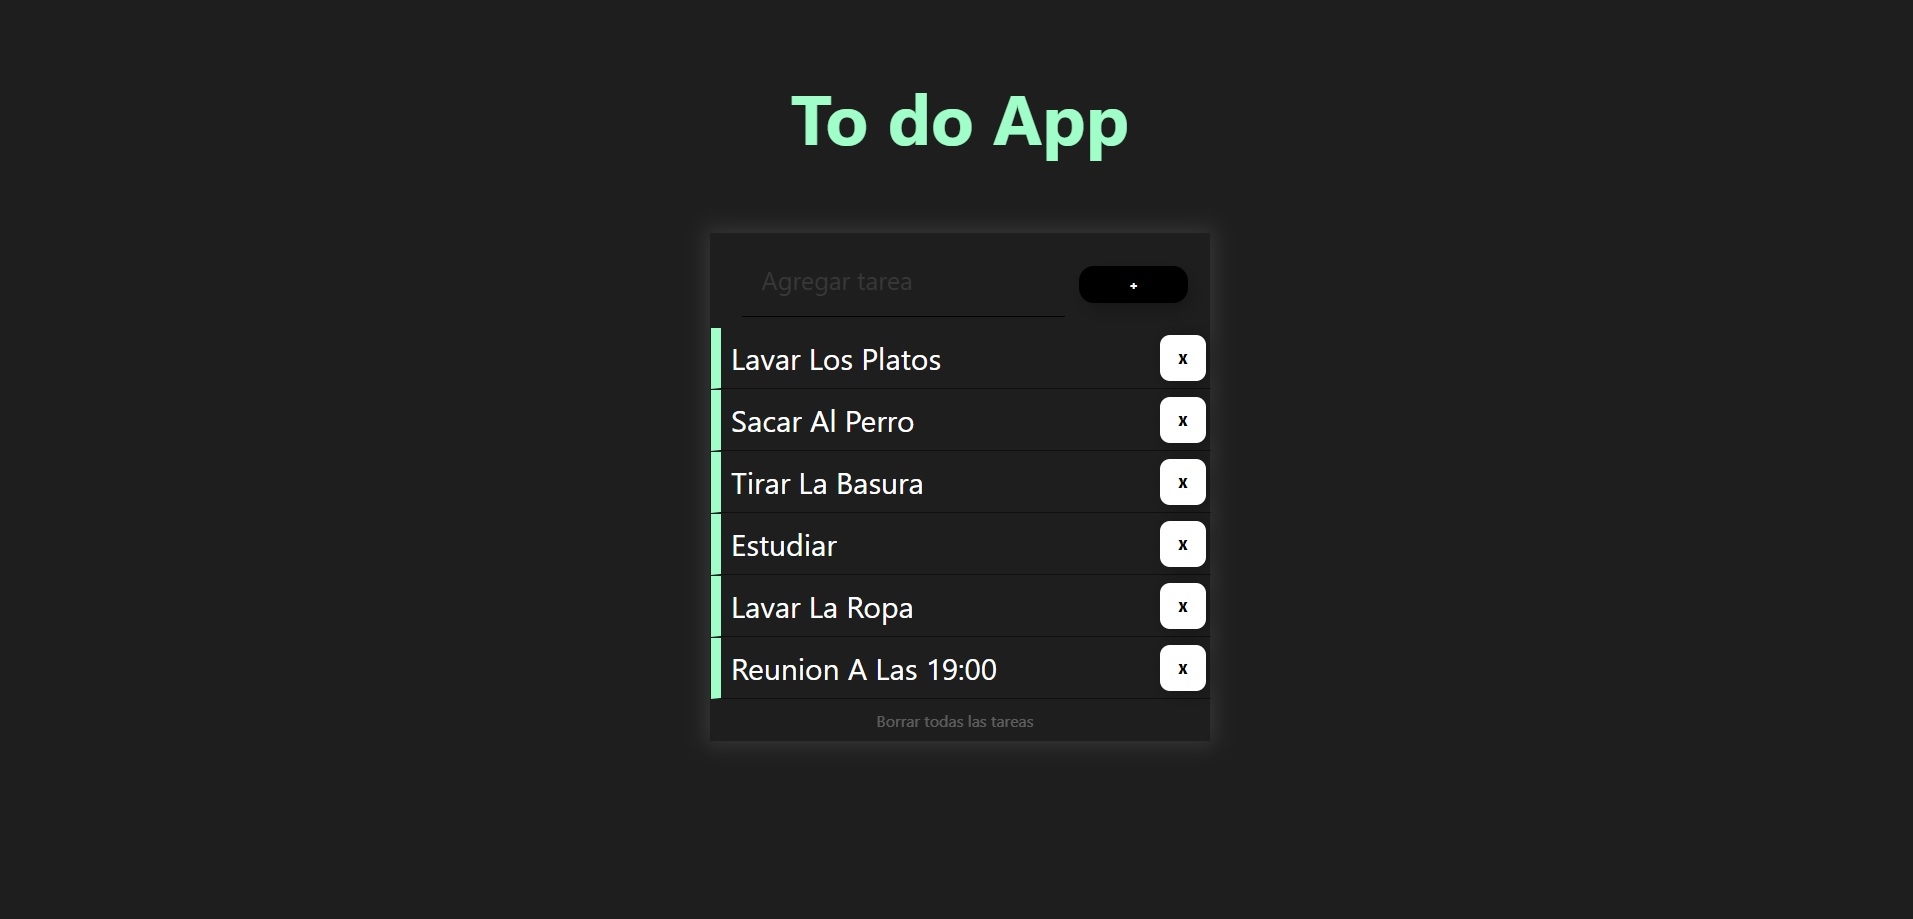 To do App
Agregar tarea
+
Lavar Los Platos
x
Sacar Al Perro
x
Tirar La Basura
x
Estudiar
x
Lavar La Ropa
x
Reunion A Las 19:00
x
Borrar todas las tareas